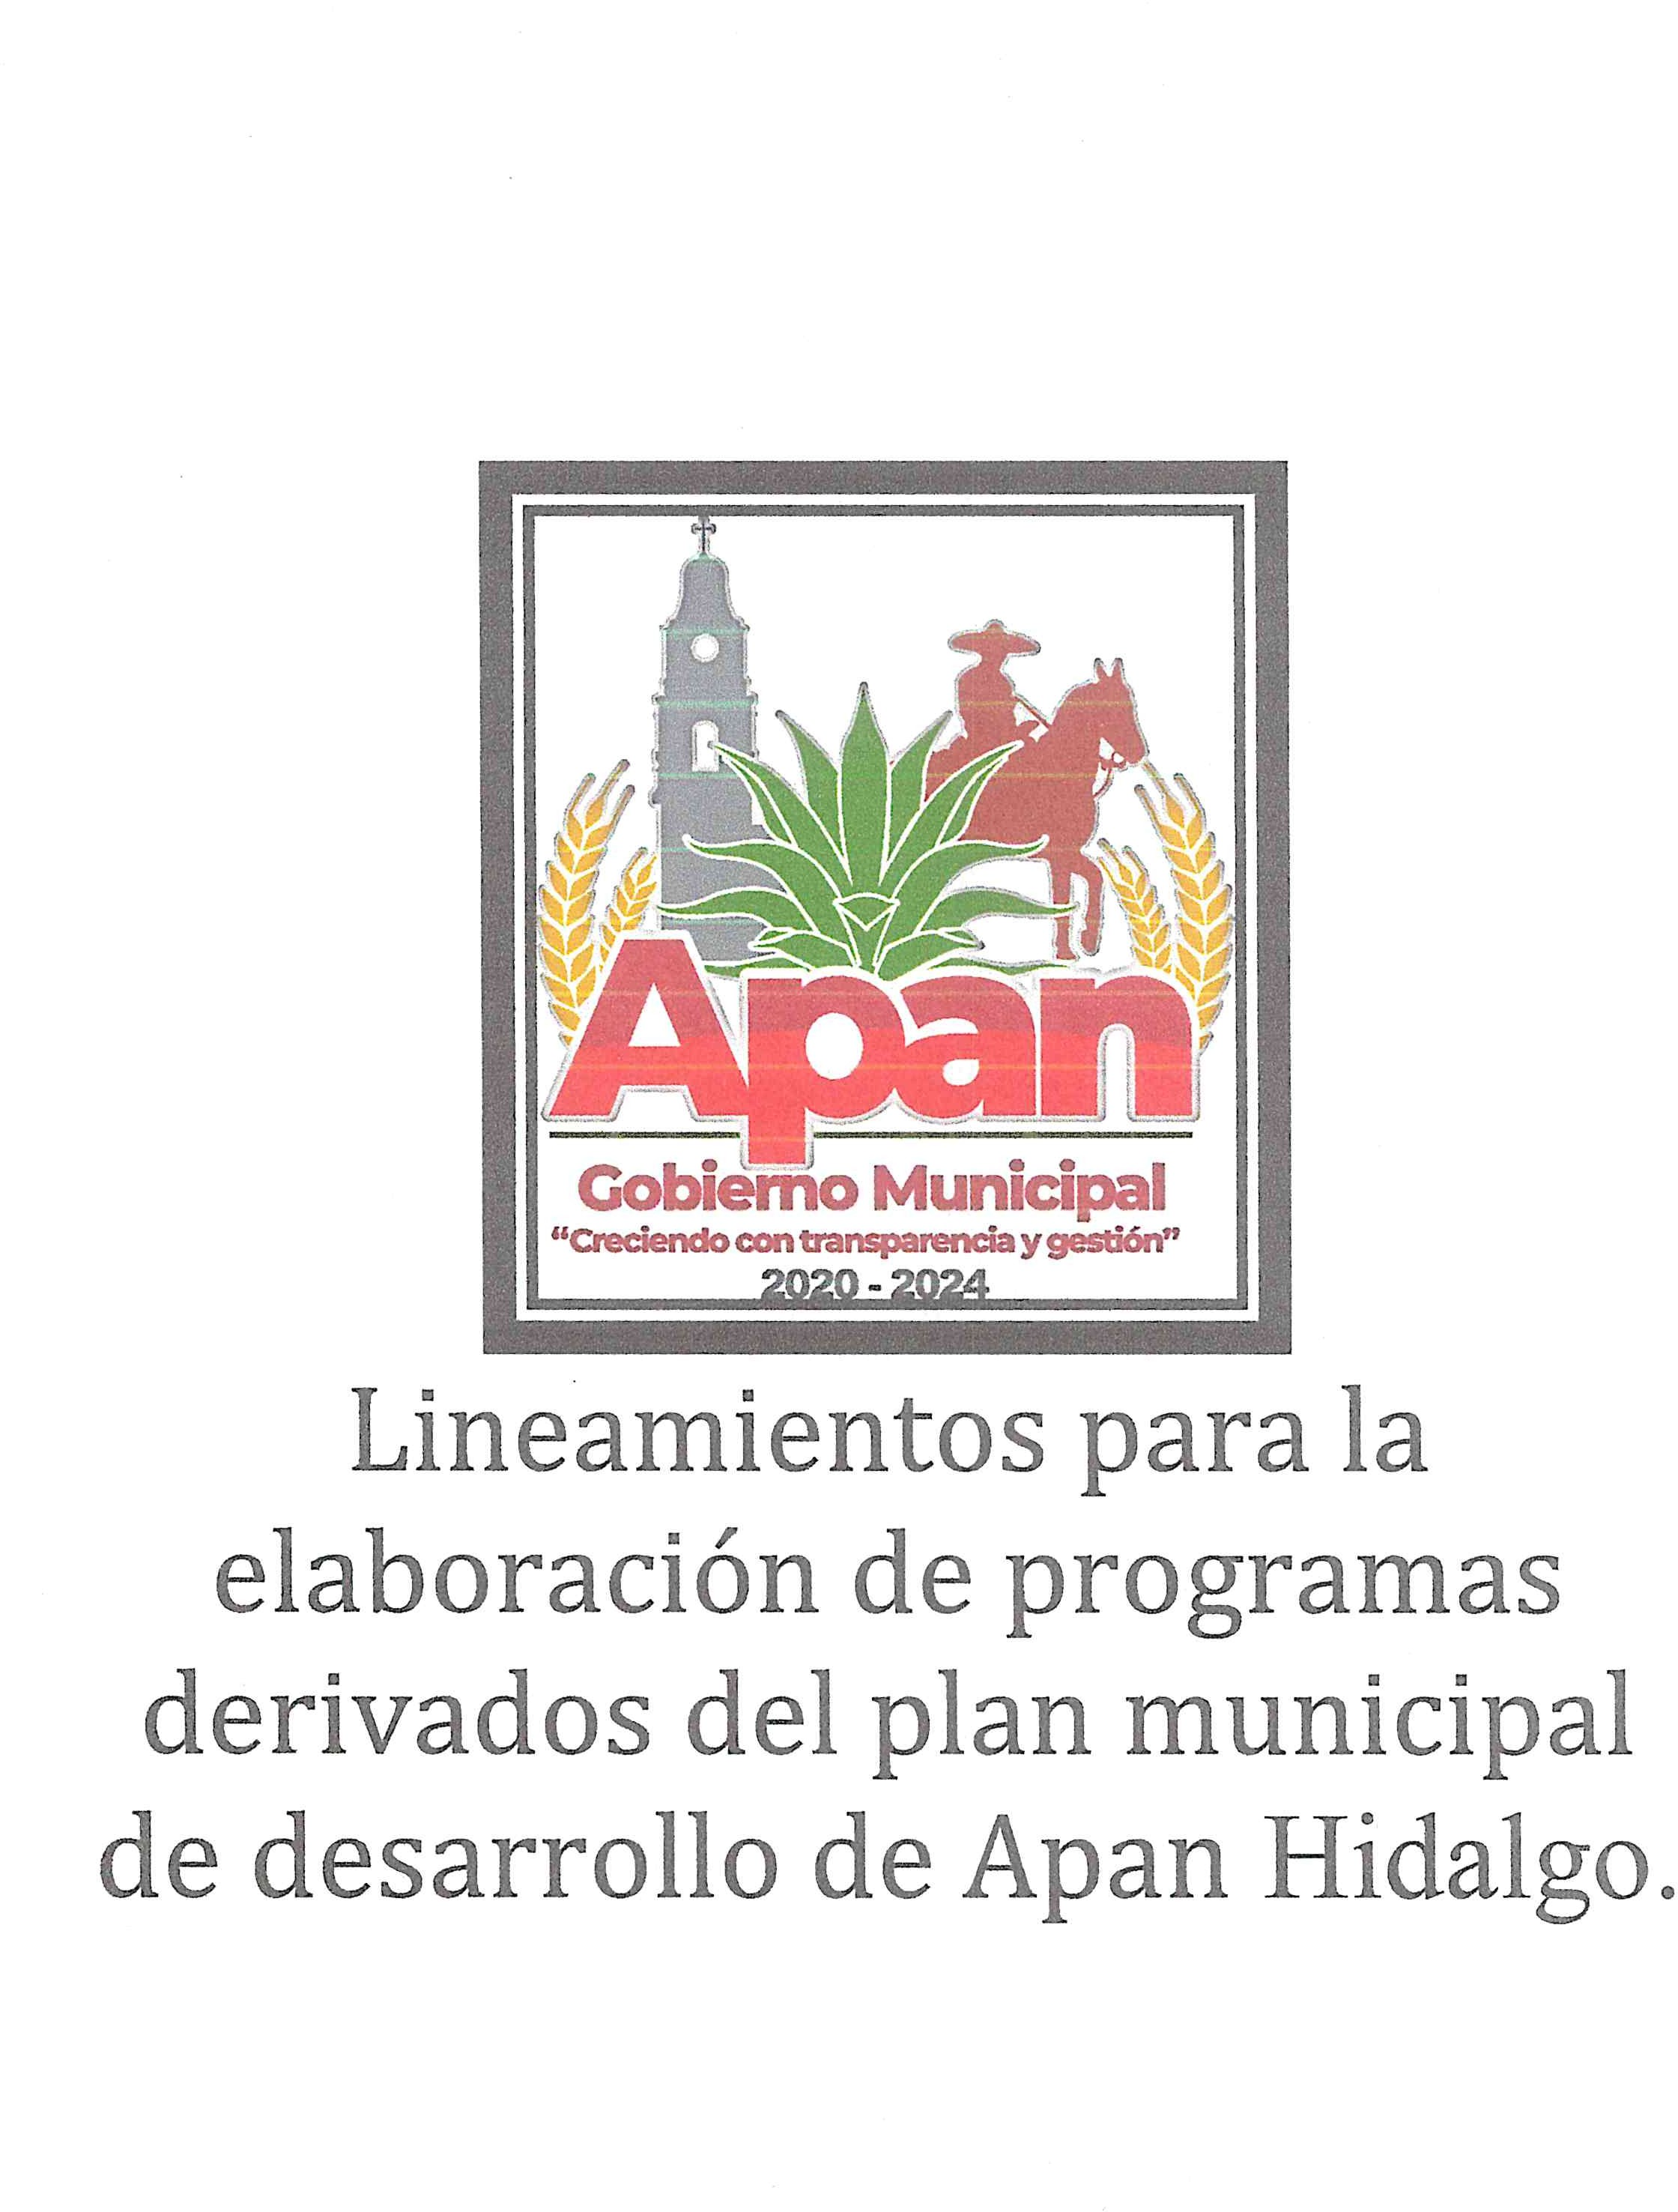 Apan
Gobierno Municipal
“Creciendo con transparencia y gestión”
2020 - 2024
Lineamientos para la
elaboración de programas
derivados del plan municipal
de desarrollo de Apan Hidalgo.